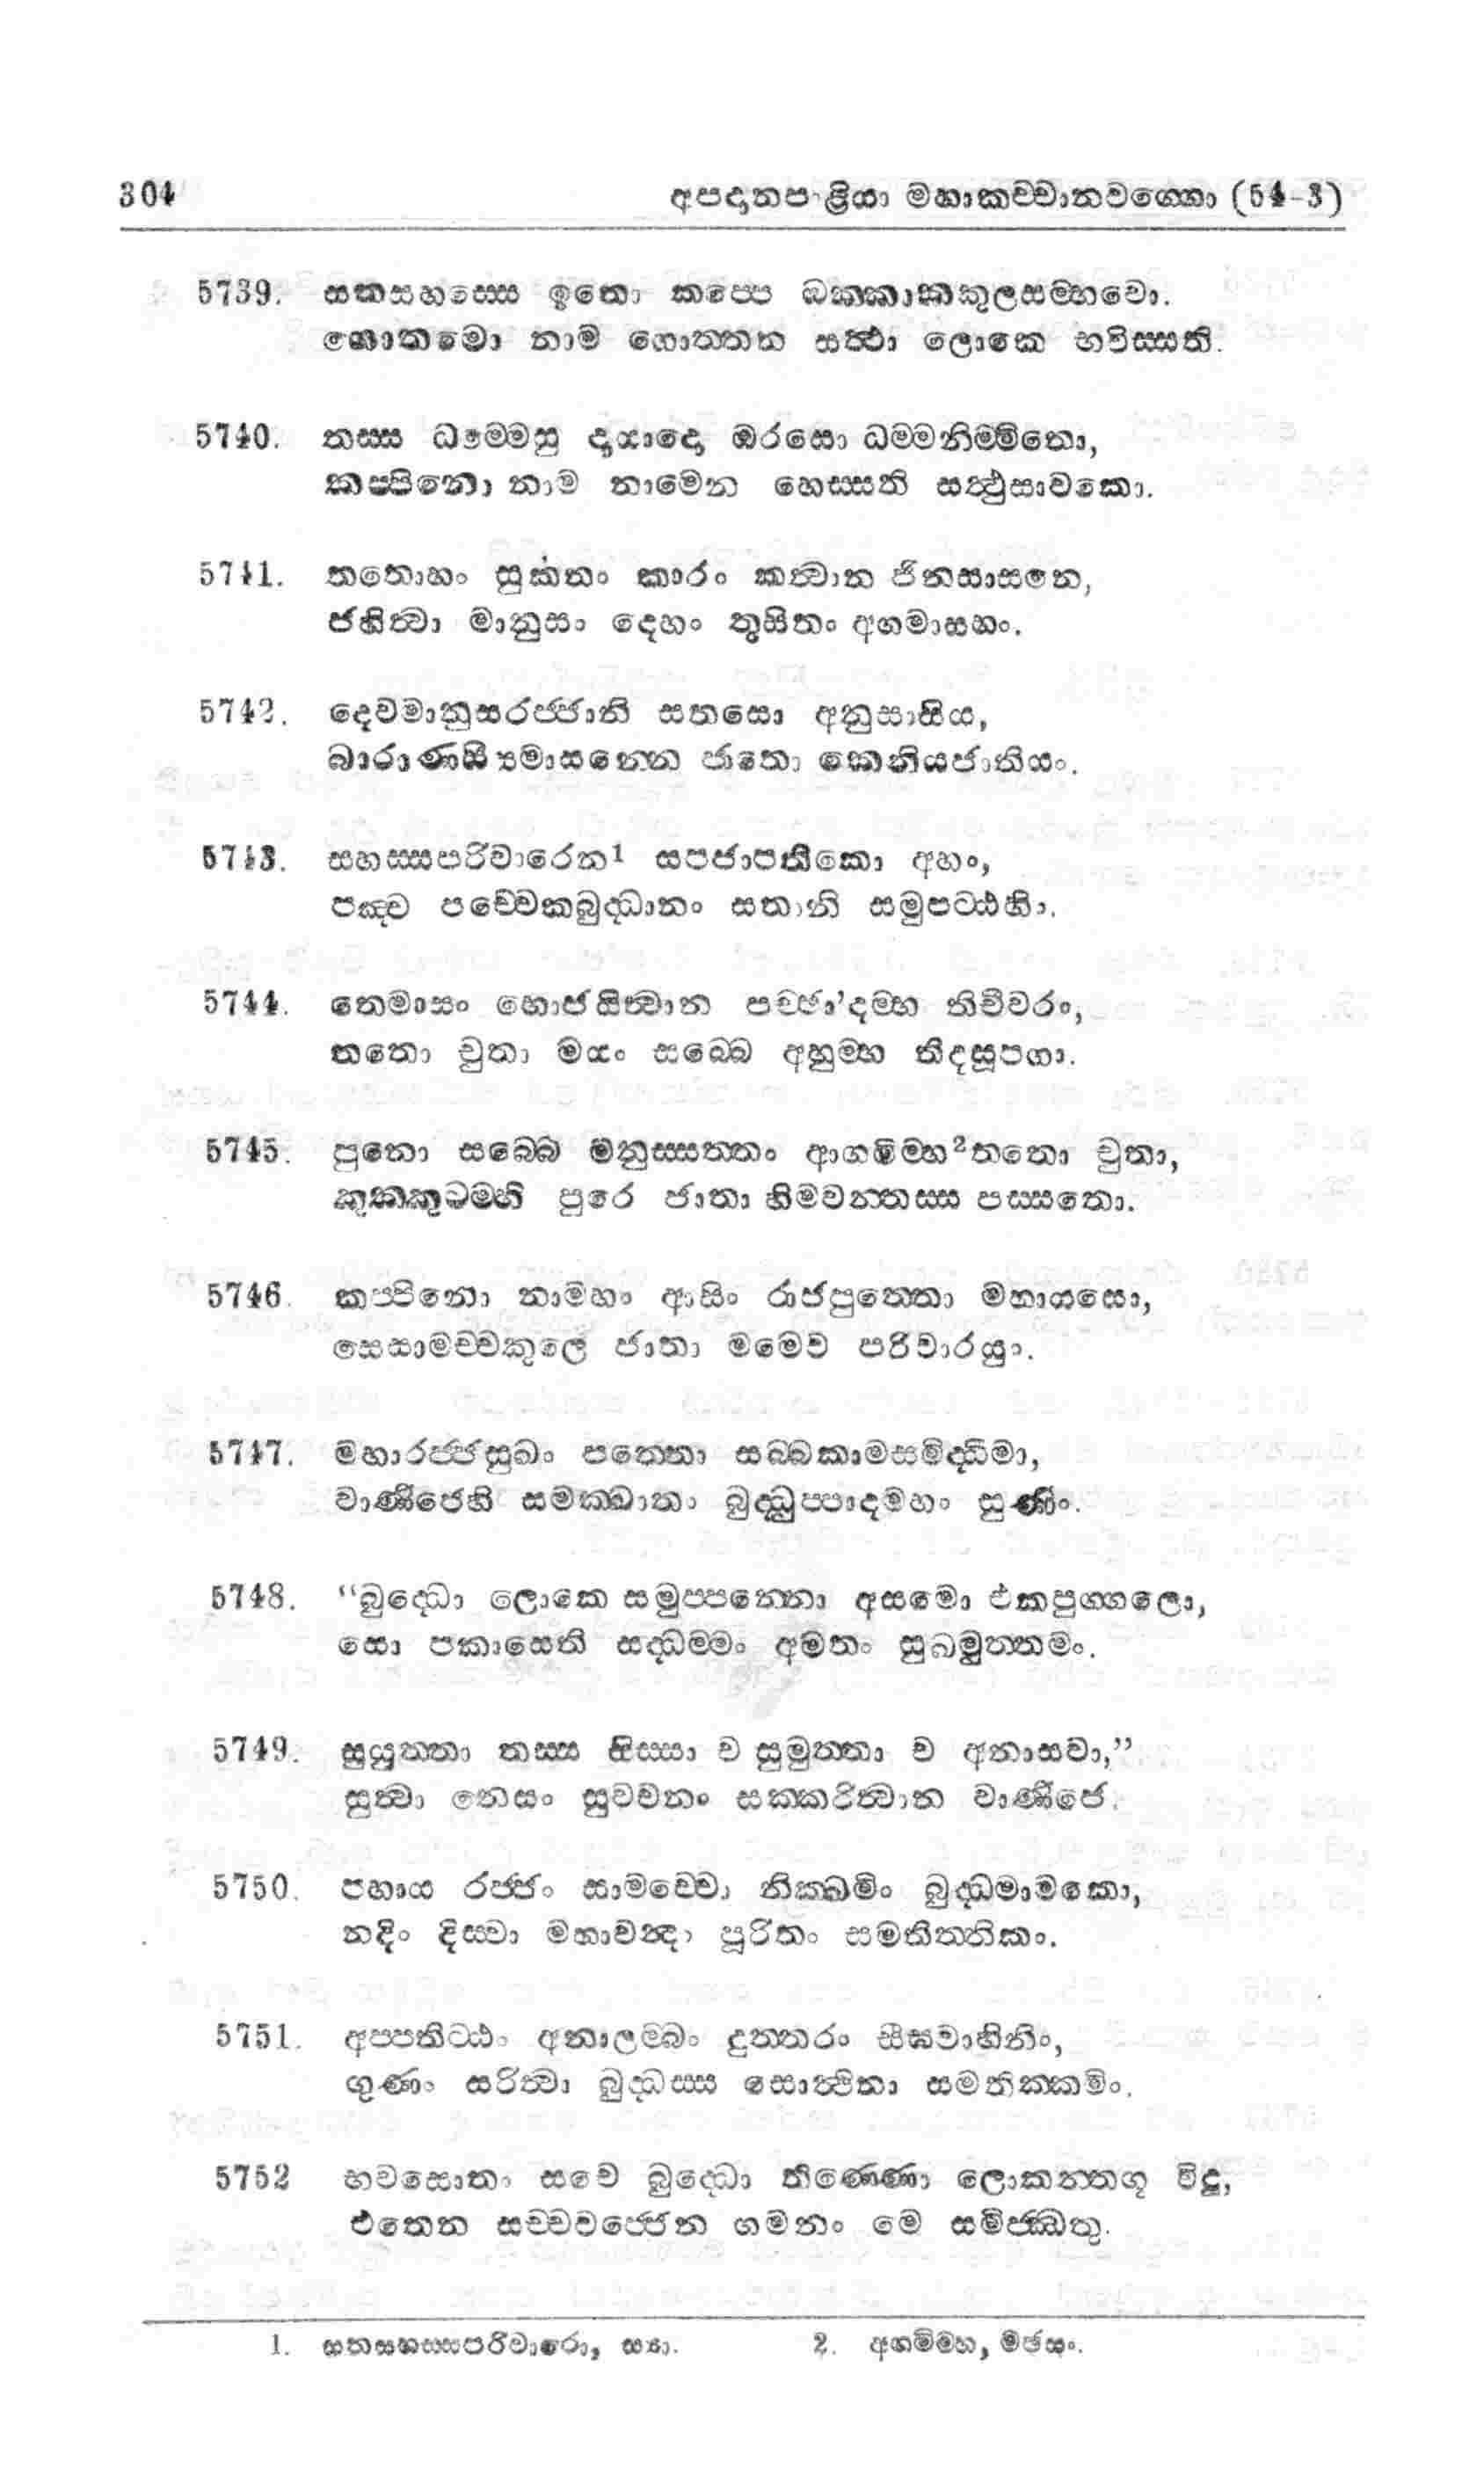 304 අපදානපාළියා මහාකච්චානවග්ගො (54-3)
5739. සතසහස්සෙ ඉතො කප්පෙ ඔක්කාකකුලසම්භවො.
ගොතමො නාම ගොත්තෙන සත්ථා ලොකෙ භවිස්සති.
5740. තස්ස ධම්මෙසු දායාදො ඔරසො ධම්මනිම්මිතො,
කප්පිනො නාම නාමෙන හෙස්සති සත්ථුසාවකො.
5741. තතොහං සුකතං කාරං කත්වාන ජිනසාසනෙ,
ජහිත්වා මානුසං දෙහං තුසිතං අගමාසහං.
5742. දෙවමානුසරජ්ජානි සතසො අනුසාසිය,
බාරාණසියමාසන්නෙ ජාතො කෙනියජාතියං.
5743. සහස්සපරිවාරෙන1 සපජාපතිකො අහං,
පඤ්ච පච්චෙකබුද්ධානං සතානි සමුපට්ඨහිං.
5744. තෙමාසං භොජයිත්වාන පච්ඡා'දම්හ තිචීවරං,
තතො චුතා මයං සබ්බෙ අහුම්හ තිදසූපගා.
5745. පුනො සබ්බෙ මනුස්සත්තං ආගමිම්හ2තතො චුතා,
කුක්කුටම්හි පුරෙ ජාතා හිමවන්තස්ස පස්සතො.
5746. කප්පිනො නාමහං ආසිං රාජපුත්තො මහායසො,
සෙසාමච්චකුලෙ ජාතා මමෙව පරිවාරයුං.
5747. මහාරජ්ජසුඛං පත්තො සබ්බකාමසමිද්ධිමා,
වාණිජෙහි සමක්ඛාතං බුද්ධුප්පාදමහං සුණිං.
5748. “බුද්ධො ලොකෙ සමුප්පන්නො අසමො එකපුග්ගලො,
සො පකාසෙති සද්ධම්මං අමතං සුඛමුත්තමං.
5749. සුයුත්තා තස්ස සිස්සා ච සුමුත්තා ච අනාසවා,”
සුත්වා නෙසං සුවචනං සක්කරිත්වාන වාණිජෙ.
5750. පහාය රජ්ජං සාමච්චො නික්ඛමිං බුද්ධමාමකො,
නදිං දිස්වා මහාචන්දං පූරිතං සමතිත්තිකං.
5751. අප්පතිට්ඨං අනාලම්බං දුත්තරං සීඝවාහිනිං,
ගුණං සරිත්වා බුද්ධස්ස සොත්ථිනා සමතික්කමිං.
5752 භවසොතං සචෙ බුද්ධො තිණ්ණො ලොකන්තගූ විදූ,
එතෙන සච්චවජ්ජෙන ගමනං මෙ සමිජ්ඣතු.
1. සතසහස්සපරිවාරො, ස්‍යා. 2. අගමිම්හ, මඡසං.